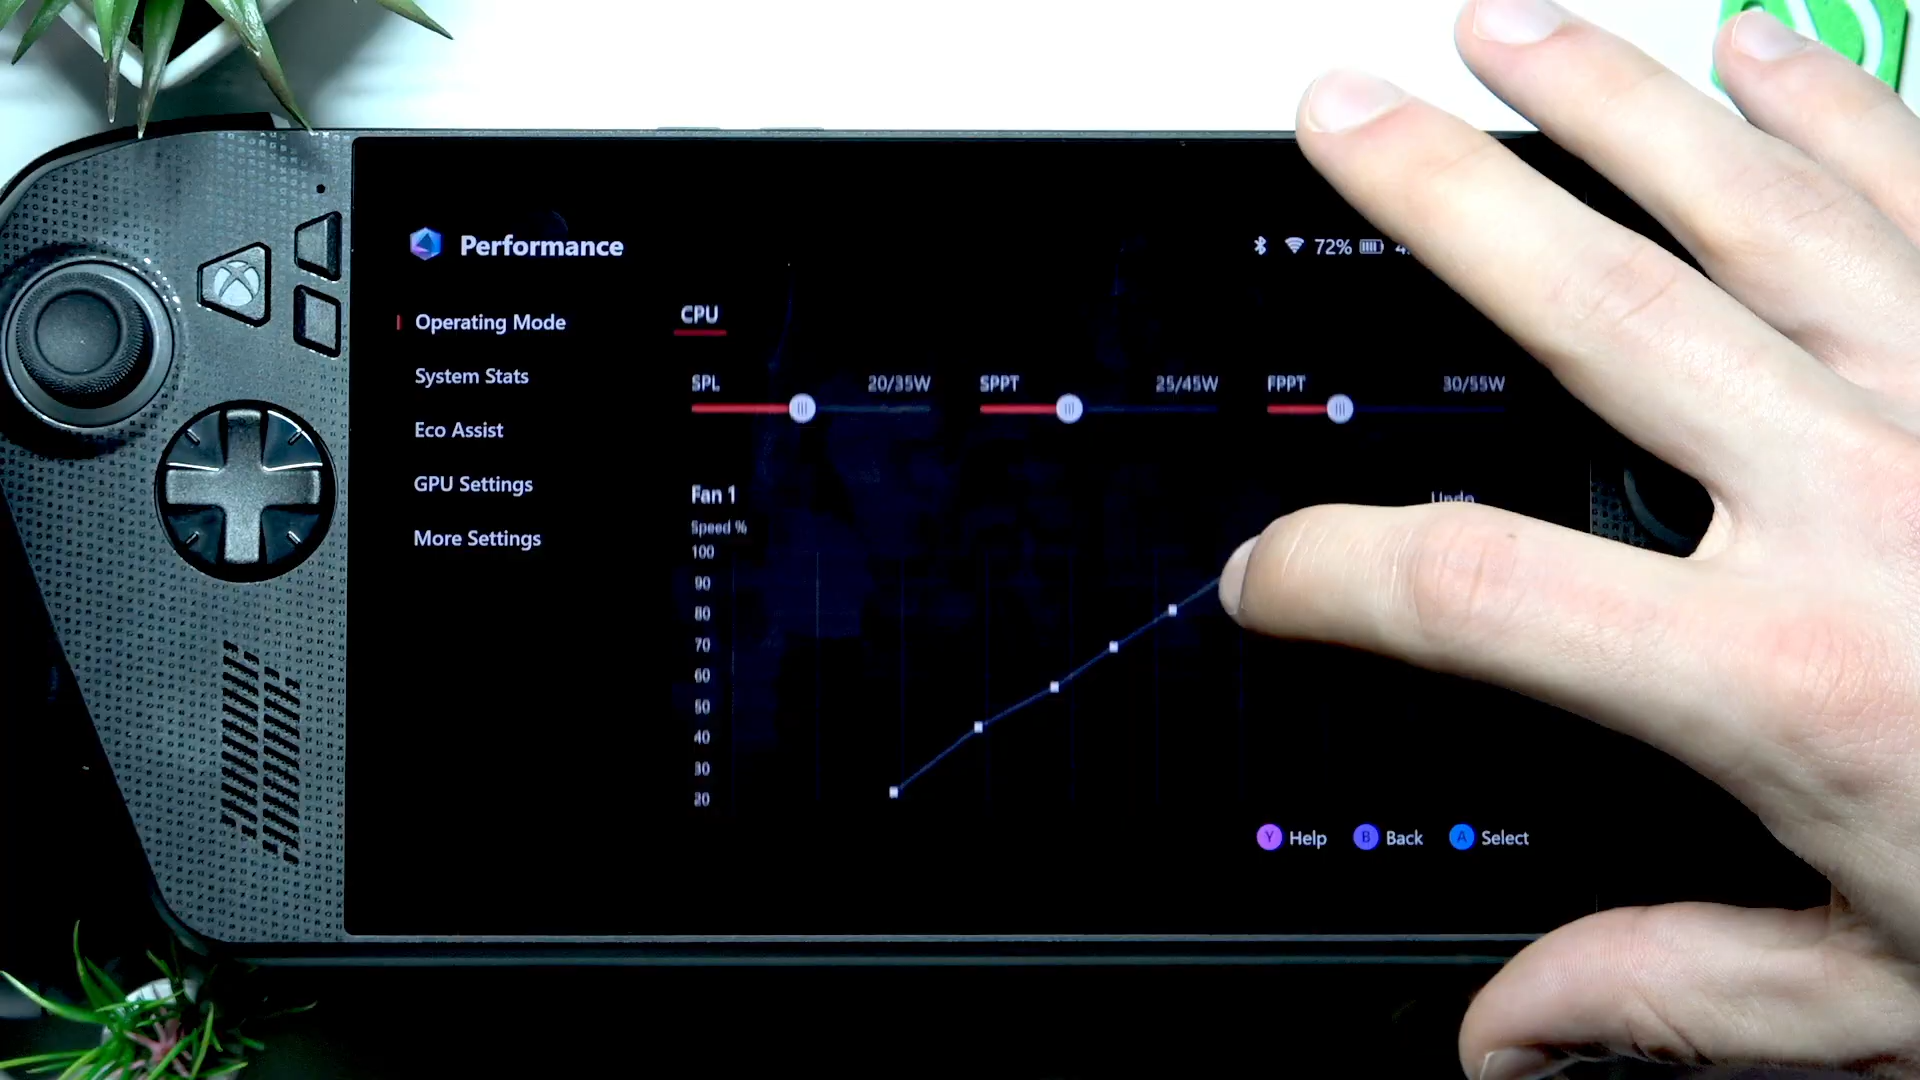 Performance
72%
Operating Mode
System Stats
Eco Assist
GPU Settings
More Settings
CPU
SPL 20/35W SPPT 25/45W FPPT 30/55W
Fan 1 Undo
Speed %
100
90
80
70
60
50
40
30
20
Y Help B Back A Select